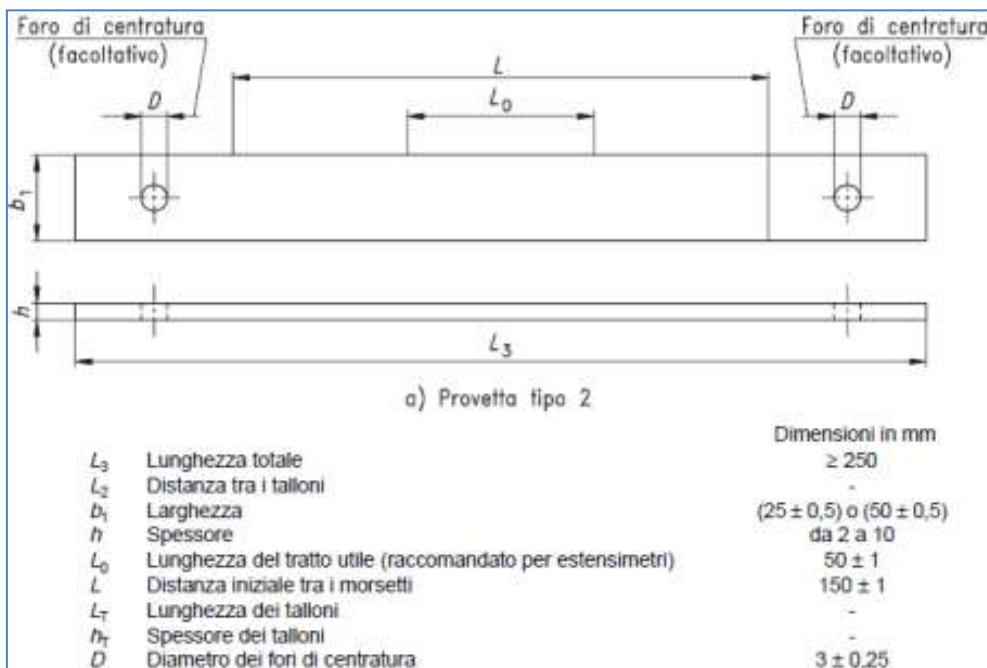 Foro di centratura
(facoltativo)
Foro di centratura
(facoltativo)
L
D
L₀
D
b₁
h
L₃
a) Provetta tipo 2
Dimensioni in mm
L₃ Lunghezza totale ≥ 250
L₂ Distanza tra i talloni -
b₁ Larghezza (25 ± 0,5) o (50 ± 0,5)
h Spessore da 2 a 10
L₀ Lunghezza del tratto utile (raccomandato per estensimetri) 50 ± 1
L Distanza iniziale tra i morsetti 150 ± 1
L_T Lunghezza dei talloni -
h_T Spessore dei talloni -
D Diametro dei fori di centratura 3 ± 0,25